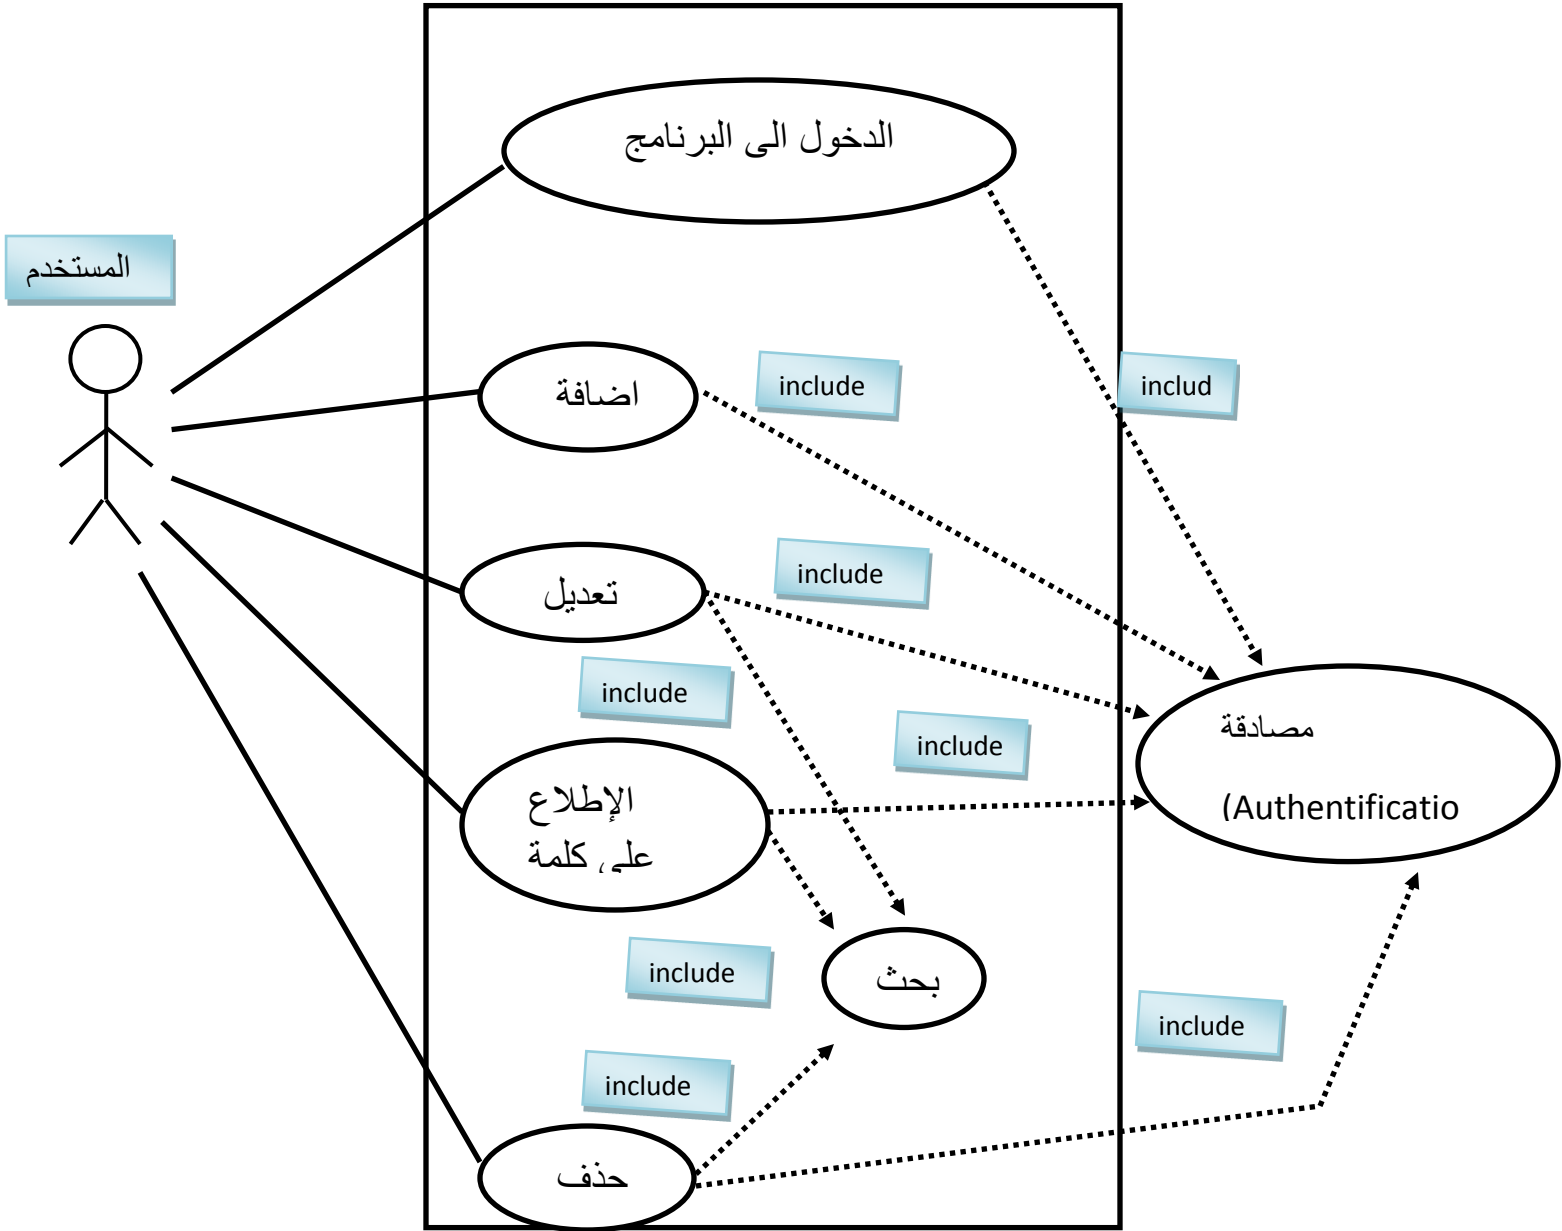 الدخول الى البرنامج
المستخدم
اضافة
include
includ
تعديل
include
include
include
مصادقة
(Authentificatio
الإطلاع
على كلمة
include
بحث
include
include
حذف